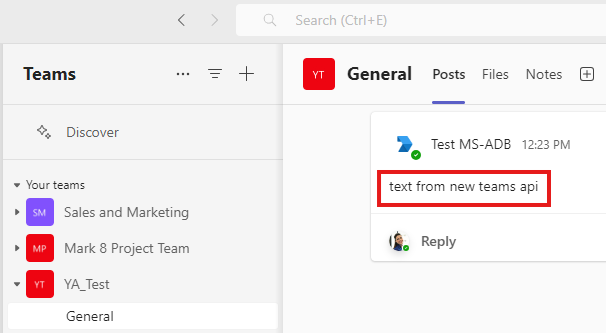 Search (Ctrl+E)
Teams
Discover
Your teams
SM Sales and Marketing
MP Mark 8 Project Team
YT YA_Test
General
YT General Posts Files Notes
Test MS-ADB 12:23 PM
text from new teams api
Reply